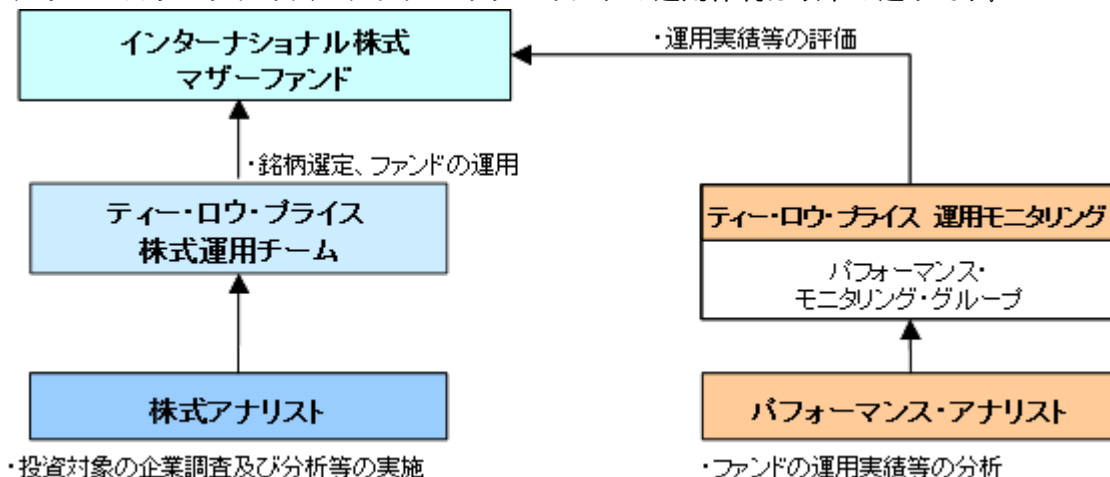 インターナショナル株式
マザーファンド
・運用実績等の評価
・銘柄選定、ファンドの運用
ティー・ロウ・プライス
株式運用チーム
ティー・ロウ・プライス 運用モニタリング
パフォーマンス・
モニタリング・グループ
株式アナリスト
パフォーマンス・アナリスト
・投資対象の企業調査及び分析等の実施
・ファンドの運用実績等の分析